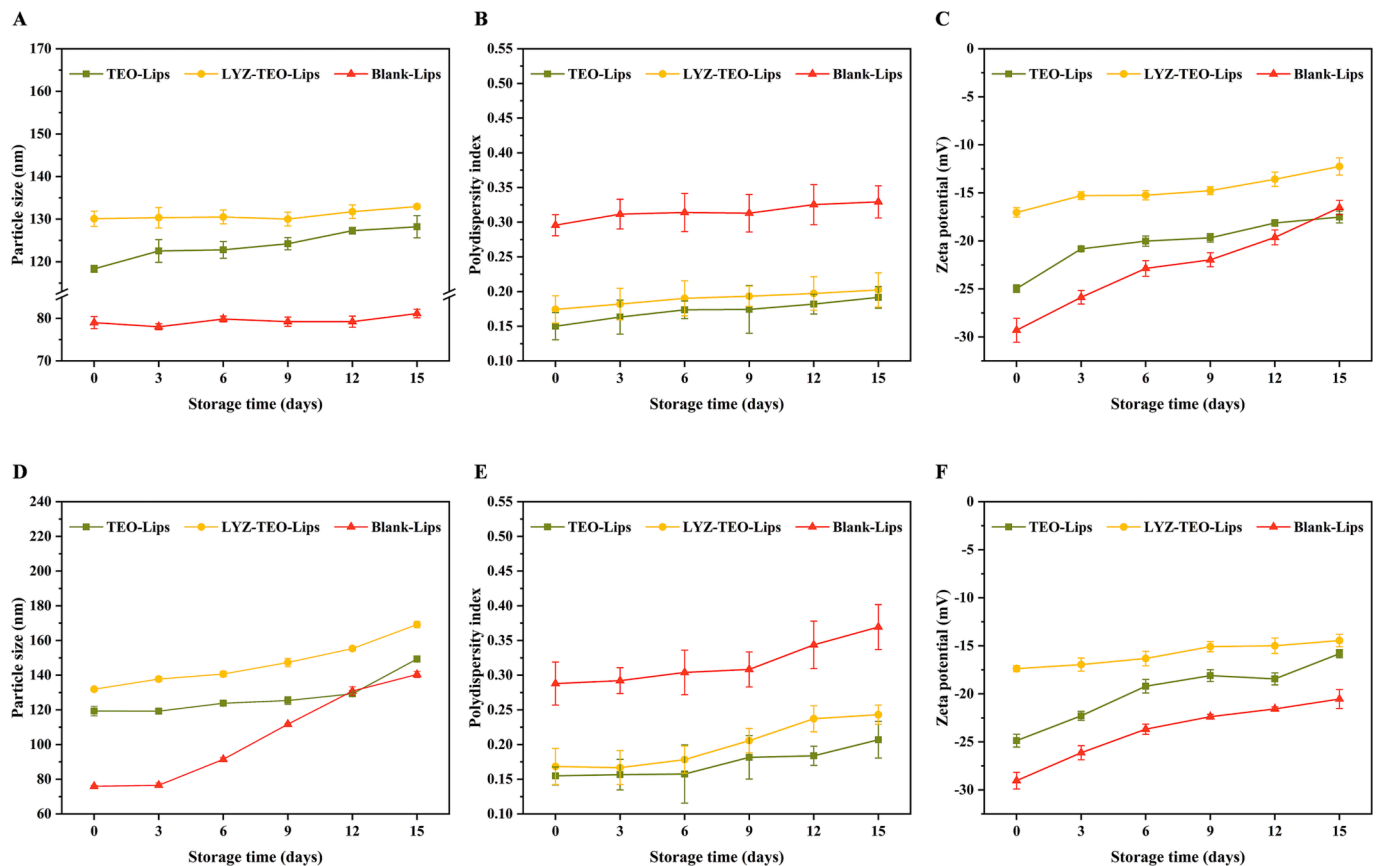 A
TEO-Lips LYZ-TEO-Lips Blank-Lips
Particle size (nm)
170
160
150
140
130
120
80
70
0 3 6 9 12 15
Storage time (days)
B
TEO-Lips LYZ-TEO-Lips Blank-Lips
Polydispersity index
0.55
0.50
0.45
0.40
0.35
0.30
0.25
0.20
0.15
0.10
0 3 6 9 12 15
Storage time (days)
C
TEO-Lips LYZ-TEO-Lips Blank-Lips
Zeta potential (mV)
0
-5
-10
-15
-20
-25
-30
0 3 6 9 12 15
Storage time (days)
D
TEO-Lips LYZ-TEO-Lips Blank-Lips
Particle size (nm)
240
220
200
180
160
140
120
100
80
60
0 3 6 9 12 15
Storage time (days)
E
TEO-Lips LYZ-TEO-Lips Blank-Lips
Polydispersity index
0.55
0.50
0.45
0.40
0.35
0.30
0.25
0.20
0.15
0.10
0 3 6 9 12 15
Storage time (days)
F
TEO-Lips LYZ-TEO-Lips Blank-Lips
Zeta potential (mV)
0
-5
-10
-15
-20
-25
-30
0 3 6 9 12 15
Storage time (days)